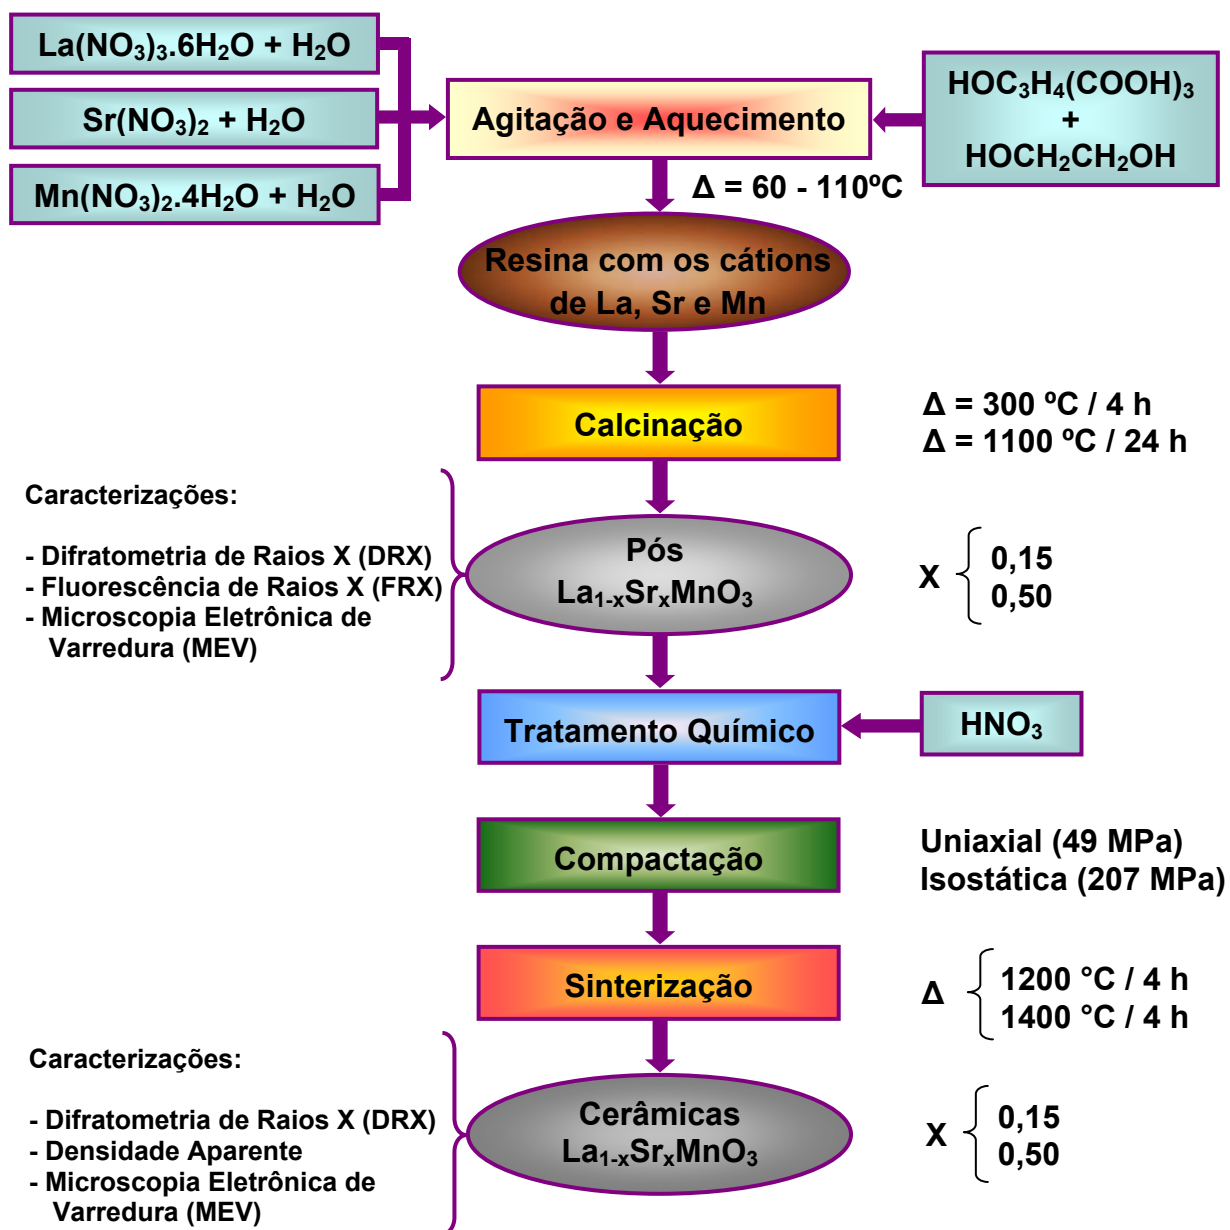 La(NO₃)₃.6H₂O + H₂O
Sr(NO₃)₂ + H₂O
Mn(NO₃)₂.4H₂O + H₂O
Agitação e Aquecimento
HOC₃H₄(COOH)₃
+
HOCH₂CH₂OH
Δ = 60 - 110ºC
Resina com os cátions
de La, Sr e Mn
Calcinação
Δ = 300 ºC / 4 h
Δ = 1100 ºC / 24 h
Caracterizações:
- Difratometria de Raios X (DRX)
- Fluorescência de Raios X (FRX)
- Microscopia Eletrônica de
Varredura (MEV)
Pós
La₁₋ₓSrₓMnO₃
X
0,15
0,50
Tratamento Químico
HNO₃
Compactação
Uniaxial (49 MPa)
Isostática (207 MPa)
Sinterização
Δ
1200 °C / 4 h
1400 °C / 4 h
Caracterizações:
- Difratometria de Raios X (DRX)
- Densidade Aparente
- Microscopia Eletrônica de
Varredura (MEV)
Cerâmicas
La₁₋ₓSrₓMnO₃
X
0,15
0,50